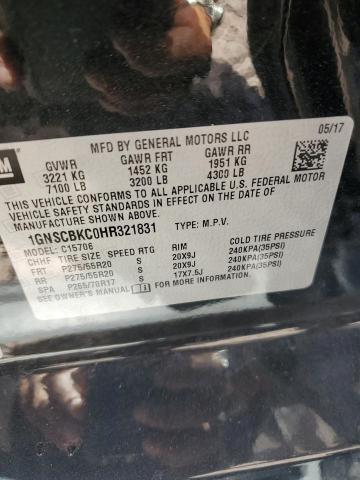 GM
05/17
MFD BY GENERAL MOTORS LLC
GVWR GAWR FRT GAWR RR
3221 KG 1452 KG 1951 KG
7100 LB 3200 LB 4300 LB
THIS VEHICLE CONFORMS TO ALL APPLICABLE U.S. FEDERAL MOTOR
VEHICLE SAFETY STANDARDS IN EFFECT ON THE DATE OF
MANUFACTURE SHOWN ABOVE.
1GNSCBKC0HR321831 TYPE: M.P.V.
MODEL: C15706
CHHF TIRE SIZE SPEED RTG RIM COLD TIRE PRESSURE
FRT P275/55R20 S 20X9J 240KPA(35PSI)
RR P275/55R20 S 20X9J 240KPA(35PSI)
SPA P265/70R17 S 17X7.5J 240KPA(35PSI)
SEE OWNER'S MANUAL FOR MORE INFORMATION.